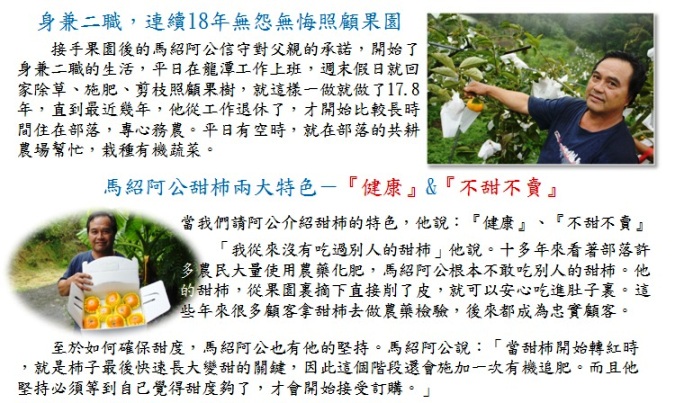 身兼二職，連續18年無怨無悔照顧果園
接手果園後的馬紹阿公信守對父親的承諾，開始了
身兼二職的生活，平日在龍潭工作上班，週末假日就回
家除草、施肥、剪枝照顧果樹，就這樣一做就做了17.8
年，直到最近幾年，他從工作退休了，才開始比較長時
間住在部落，專心務農。平日有空時，就在部落的共耕
農場幫忙，栽種有機蔬菜。
馬紹阿公甜柿兩大特色－『健康』&『不甜不賣』
當我們請阿公介紹甜柿的特色，他說：『健康』、『不甜不賣』
「我從來沒有吃過別人的甜柿」他說。十多年來看著部落許
多農民大量使用農藥化肥，馬紹阿公根本不敢吃別人的甜柿。他
的甜柿，從果園裏摘下直接削了皮，就可以安心吃進肚子裏。這
些年來很多顧客拿甜柿去做農藥檢驗，後來都成為忠實顧客。
至於如何確保甜度，馬紹阿公也有他的堅持。馬紹阿公說：「當甜柿開始轉紅時
，就是柿子最後快速長大變甜的關鍵，因此這個階段還會施加一次有機追肥。而且他
堅持必須等到自己覺得甜度夠了，才會開始接受訂購。」